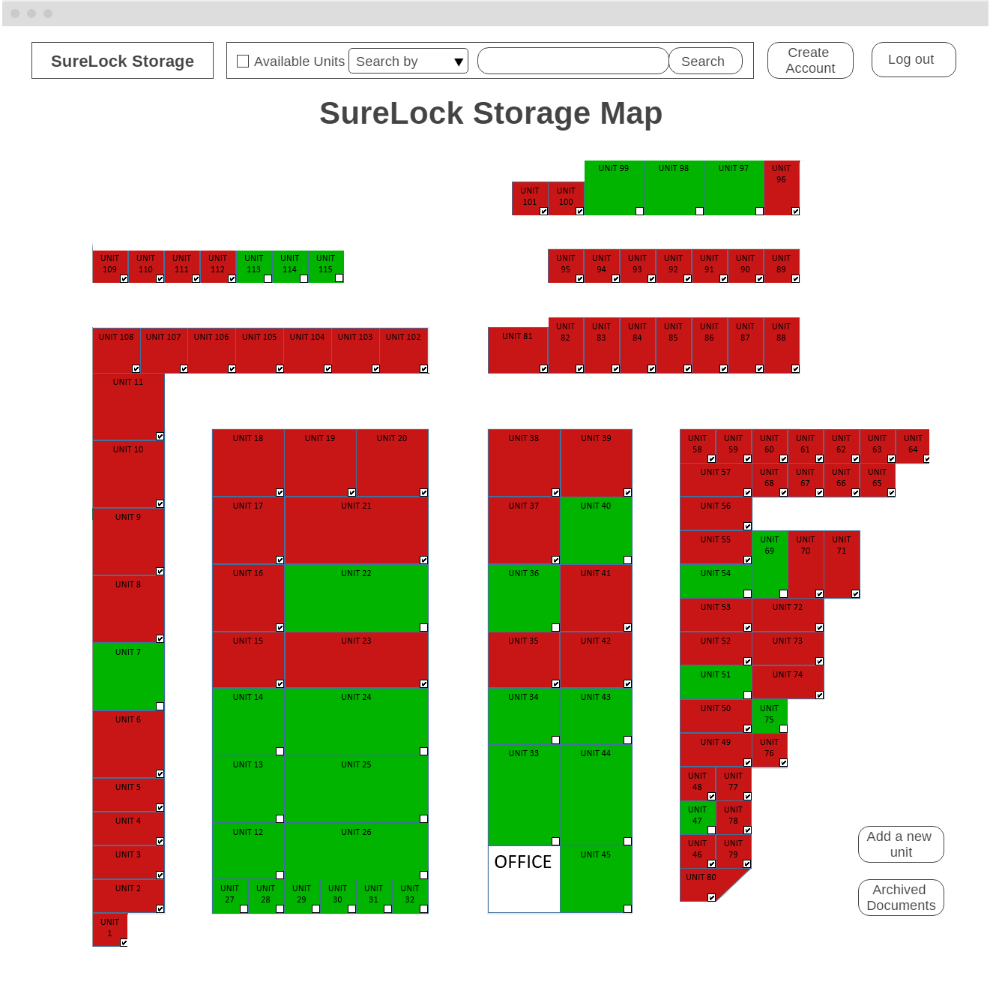 SureLock Storage
Available Units
Search by
Search
Create
Account
Log out
SureLock Storage Map
UNIT 99
UNIT 98
UNIT 97
UNIT
96
UNIT
101
UNIT
100
UNIT
109
UNIT
110
UNIT
111
UNIT
112
UNIT
113
UNIT
114
UNIT
115
UNIT
95
UNIT
94
UNIT
93
UNIT
92
UNIT
91
UNIT
90
UNIT
89
UNIT 108
UNIT 107
UNIT 106
UNIT 105
UNIT 104
UNIT 103
UNIT 102
UNIT 81
UNIT
82
UNIT
83
UNIT
84
UNIT
85
UNIT
86
UNIT
87
UNIT
88
UNIT 11
UNIT 10
UNIT 9
UNIT 8
UNIT 7
UNIT 6
UNIT 5
UNIT 4
UNIT 3
UNIT 2
UNIT
1
UNIT 18
UNIT 19
UNIT 20
UNIT 17
UNIT 21
UNIT 16
UNIT 22
UNIT 15
UNIT 23
UNIT 14
UNIT 24
UNIT 13
UNIT 25
UNIT 12
UNIT 26
UNIT
27
UNIT
28
UNIT
29
UNIT
30
UNIT
31
UNIT
32
UNIT 38
UNIT 39
UNIT 37
UNIT 40
UNIT 36
UNIT 41
UNIT 35
UNIT 42
UNIT 34
UNIT 43
UNIT 33
UNIT 44
OFFICE
UNIT 45
UNIT
58
UNIT
59
UNIT
60
UNIT
61
UNIT
62
UNIT
63
UNIT
64
UNIT 57
UNIT
68
UNIT
67
UNIT
66
UNIT
65
UNIT 56
UNIT 55
UNIT
69
UNIT
70
UNIT
71
UNIT 54
UNIT 53
UNIT 72
UNIT 52
UNIT 73
UNIT 51
UNIT 74
UNIT 50
UNIT
75
UNIT 49
UNIT
76
UNIT
48
UNIT
77
UNIT
47
UNIT
78
UNIT
46
UNIT
79
UNIT 80
Add a new
unit
Archived
Documents